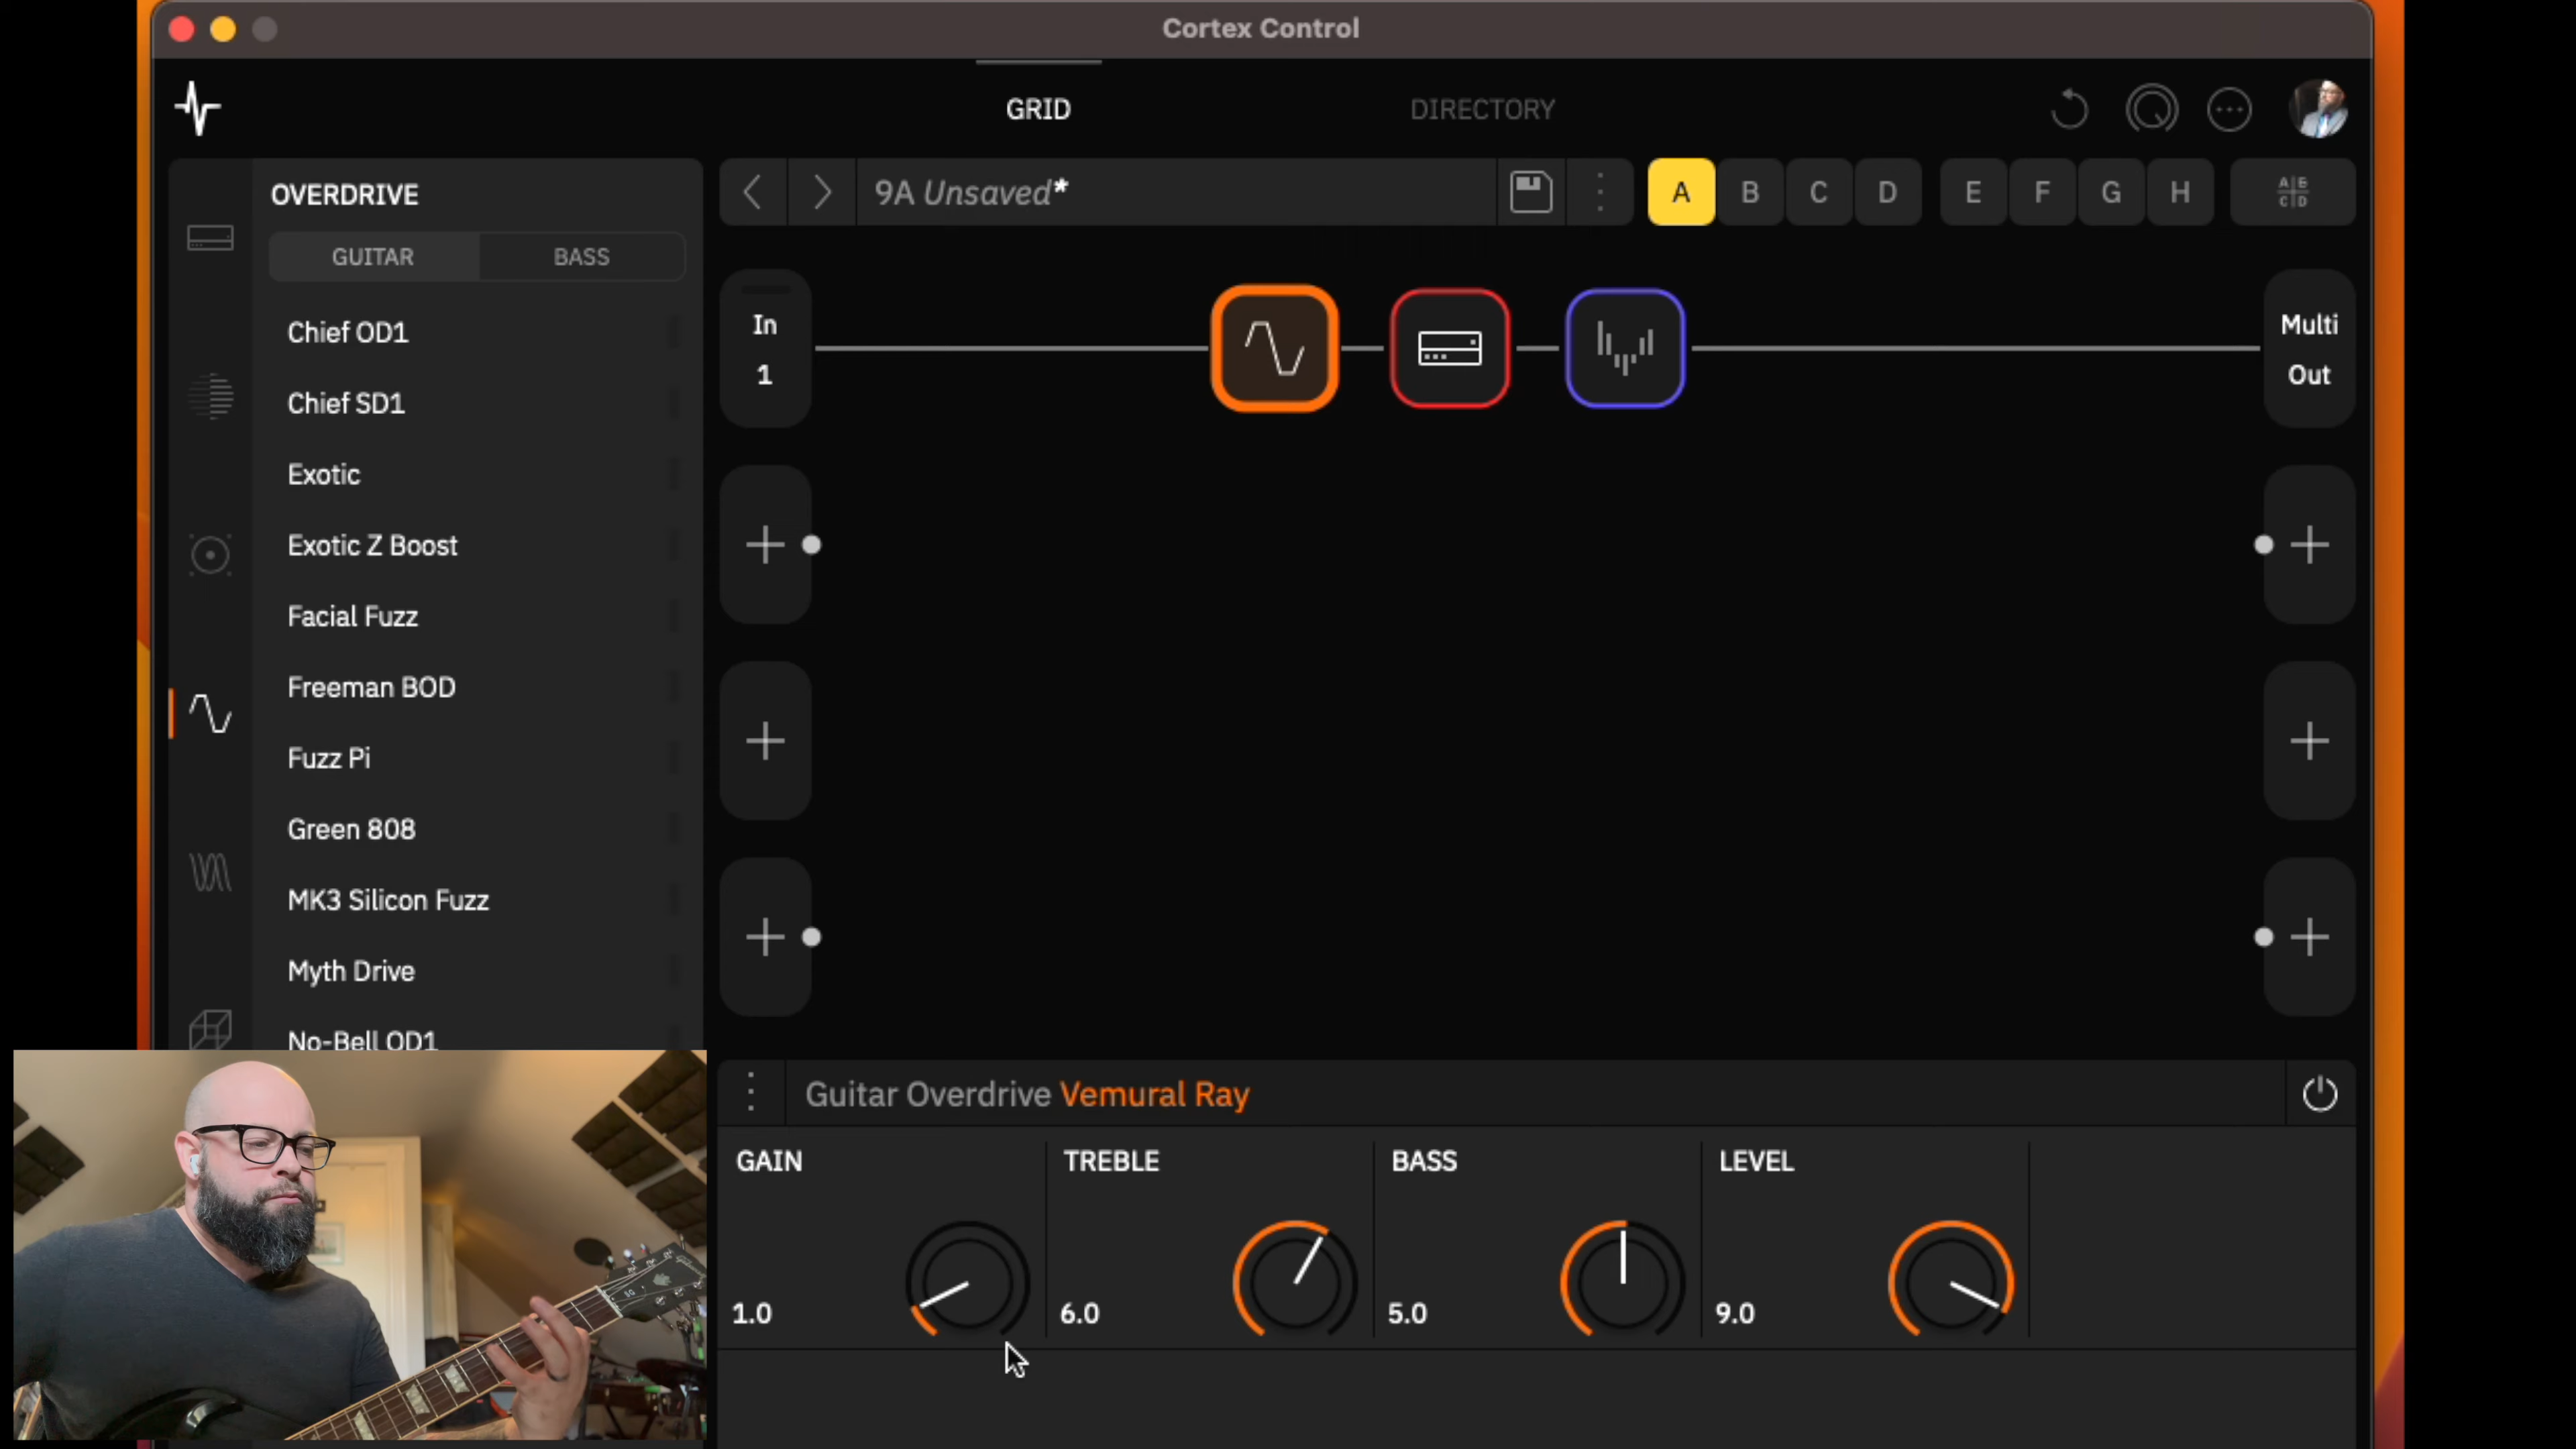 Cortex Control
GRID
DIRECTORY
OVERDRIVE
GUITAR
BASS
Chief OD1
Chief SD1
Exotic
Exotic Z Boost
Facial Fuzz
Freeman BOD
Fuzz Pi
Green 808
MK3 Silicon Fuzz
Myth Drive
No-Bell OD1
9A Unsaved*
A
B
C
D
E
F
G
H
In
1
Multi
Out
Guitar Overdrive Vemural Ray
GAIN
1.0
TREBLE
6.0
BASS
5.0
LEVEL
9.0